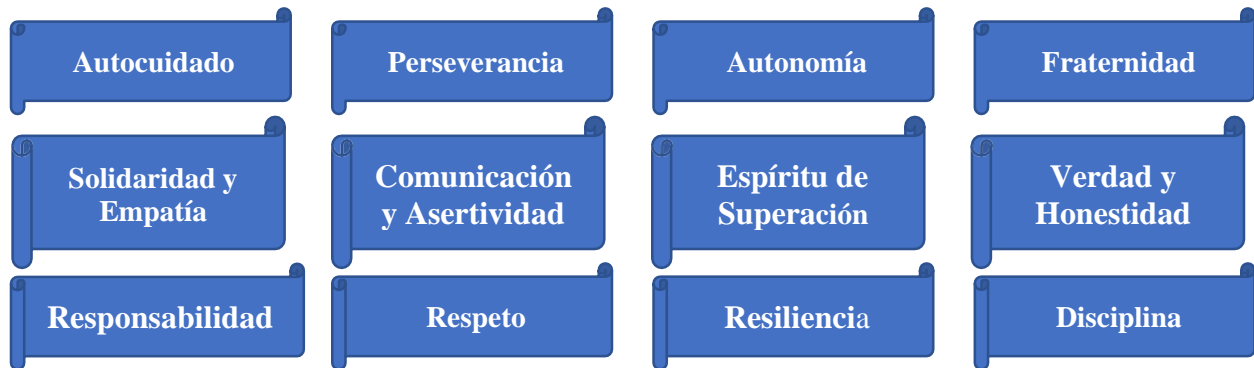 Autocuidado
Perseverancia
Autonomía
Fraternidad
Solidaridad y
Empatía
Comunicación
y Asertividad
Espíritu de
Superación
Verdad y
Honestidad
Responsabilidad
Respeto
Resiliencia
Disciplina